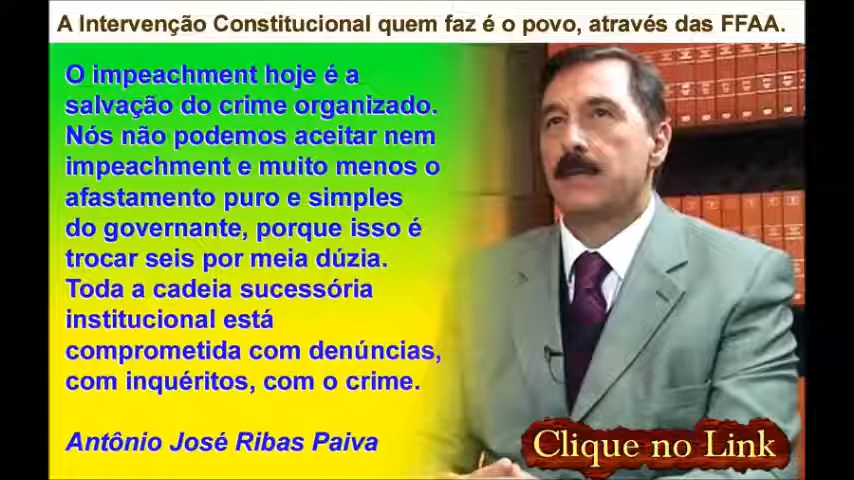 A Intervenção Constitucional quem faz é o povo, através das FFAA.
O impeachment hoje é a
salvação do crime organizado.
Nós não podemos aceitar nem
impeachment e muito menos o
afastamento puro e simples
do governante, porque isso é
trocar seis por meia dúzia.
Toda a cadeia sucessória
institucional está
comprometida com denúncias,
com inquéritos, com o crime.
Antônio José Ribas Paiva
Clique no Link